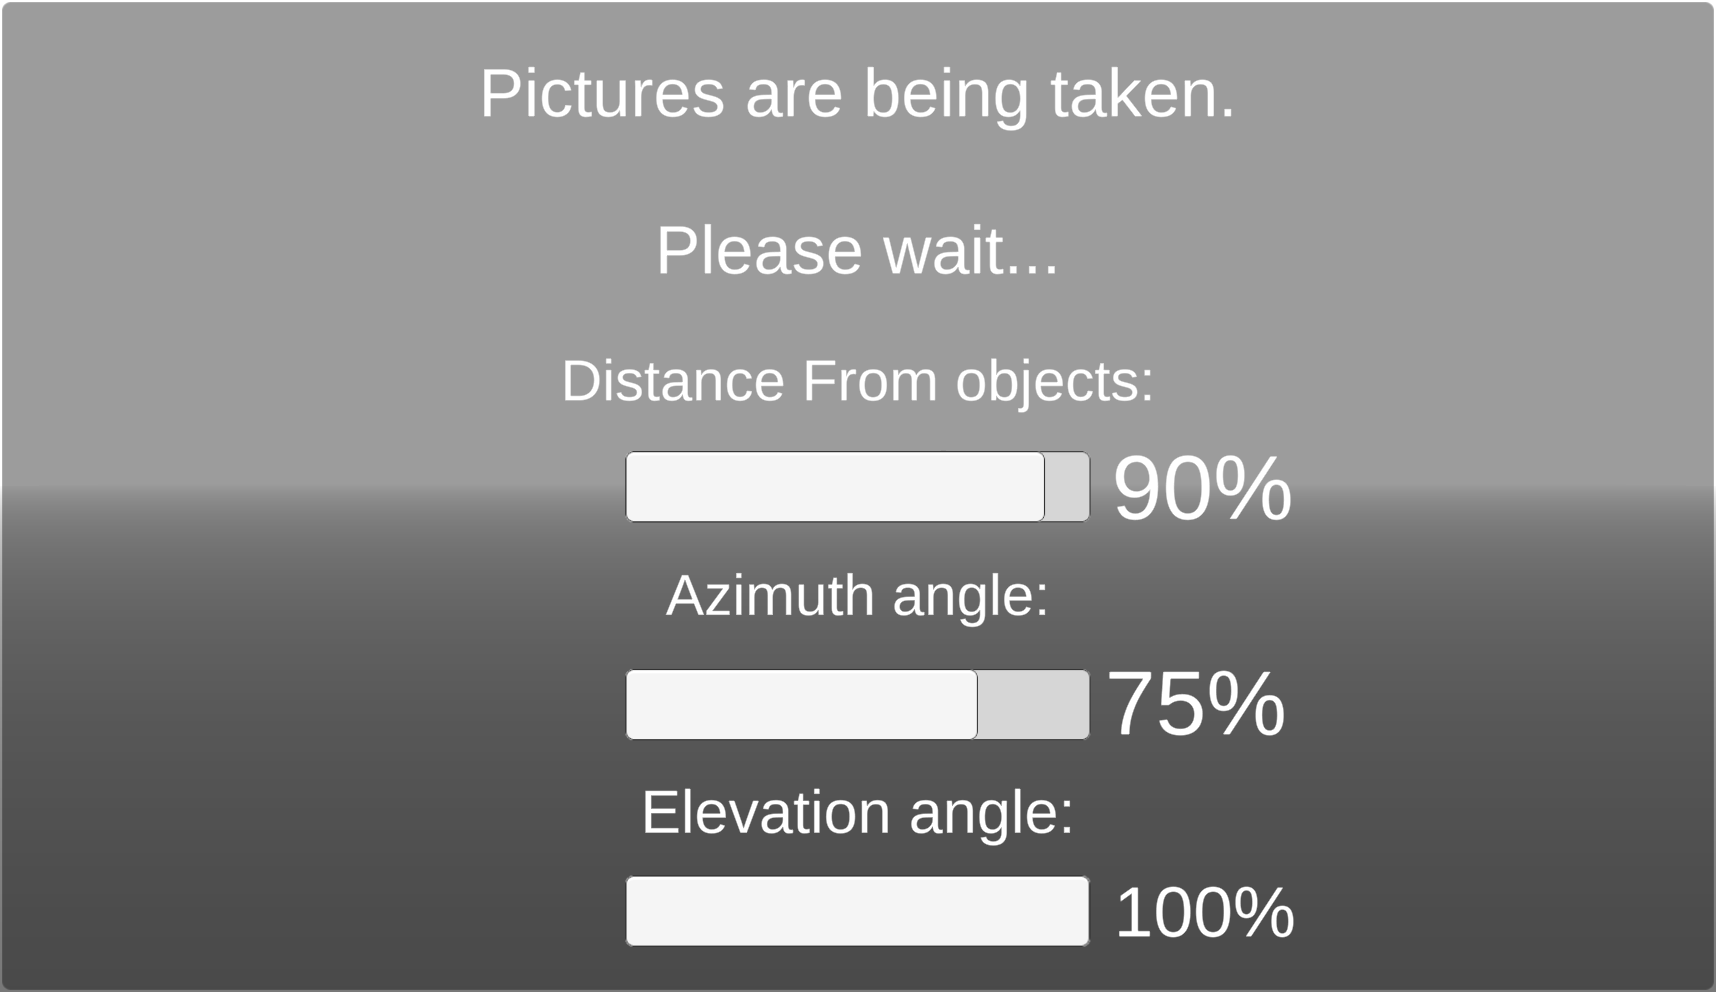 Pictures are being taken.
Please wait...
Distance From objects:
90%
Azimuth angle:
75%
Elevation angle:
100%